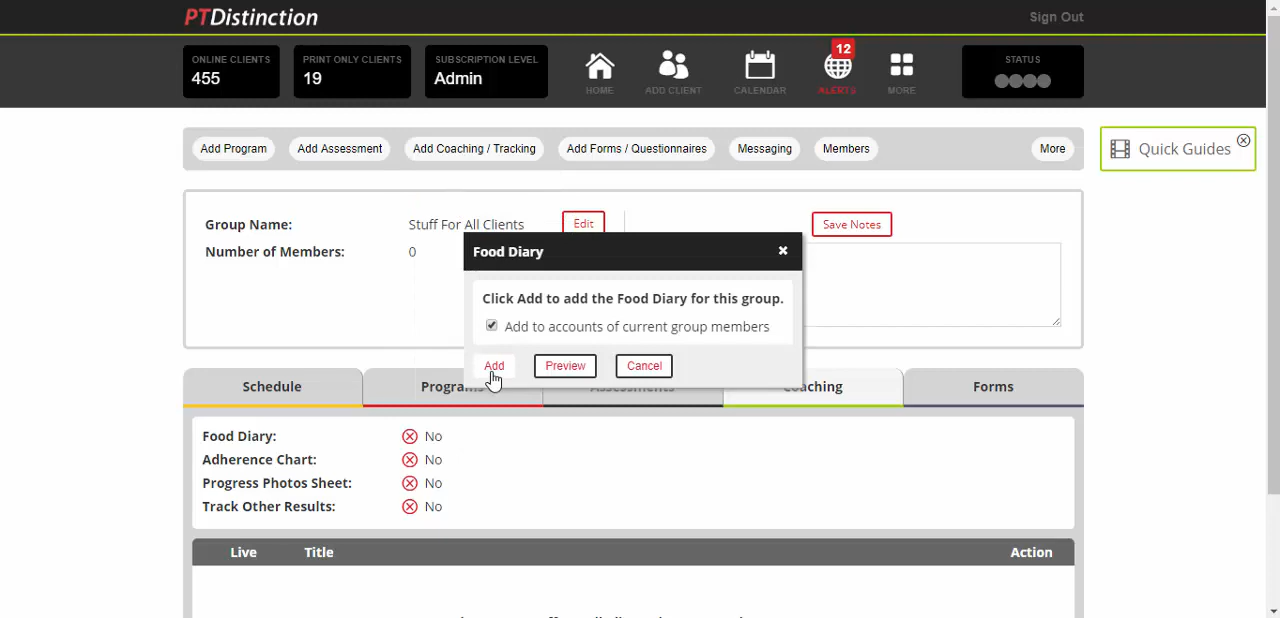 PTDistinction
Sign Out
ONLINE CLIENTS
455
PRINT ONLY CLIENTS
19
SUBSCRIPTION LEVEL
Admin
HOME
ADD CLIENT
CALENDAR
12
ALERTS
MORE
STATUS
Add Program
Add Assessment
Add Coaching / Tracking
Add Forms / Questionnaires
Messaging
Members
More
Quick Guides
Group Name:
Stuff For All Clients
Edit
Save Notes
Number of Members:
0
Food Diary
Click Add to add the Food Diary for this group.
Add to accounts of current group members
Add
Preview
Cancel
Schedule
Programs
Assessments
Coaching
Forms
Food Diary:
No
Adherence Chart:
No
Progress Photos Sheet:
No
Track Other Results:
No
Live
Title
Action